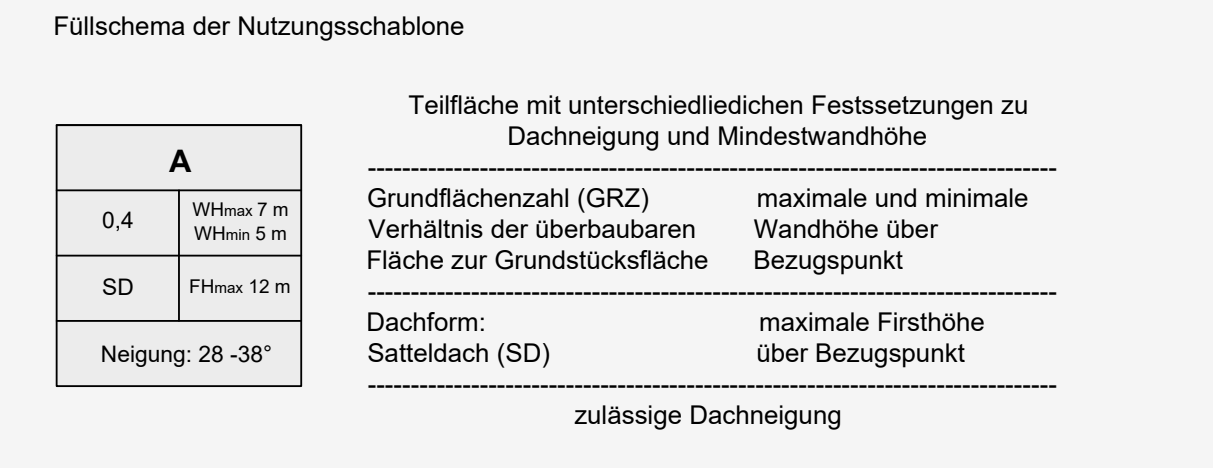 Füllschema der Nutzungsschablone
A
0,4
WHmax 7 m
WHmin 5 m
SD
FHmax 12 m
Neigung: 28 -38°
Teilfläche mit unterschiedliedichen Festssetzungen zu
Dachneigung und Mindestwandhöhe
Grundflächenzahl (GRZ)
Verhältnis der überbaubaren
Fläche zur Grundstücksfläche
maximale und minimale
Wandhöhe über
Bezugspunkt
Dachform:
Satteldach (SD)
maximale Firsthöhe
über Bezugspunkt
zulässige Dachneigung